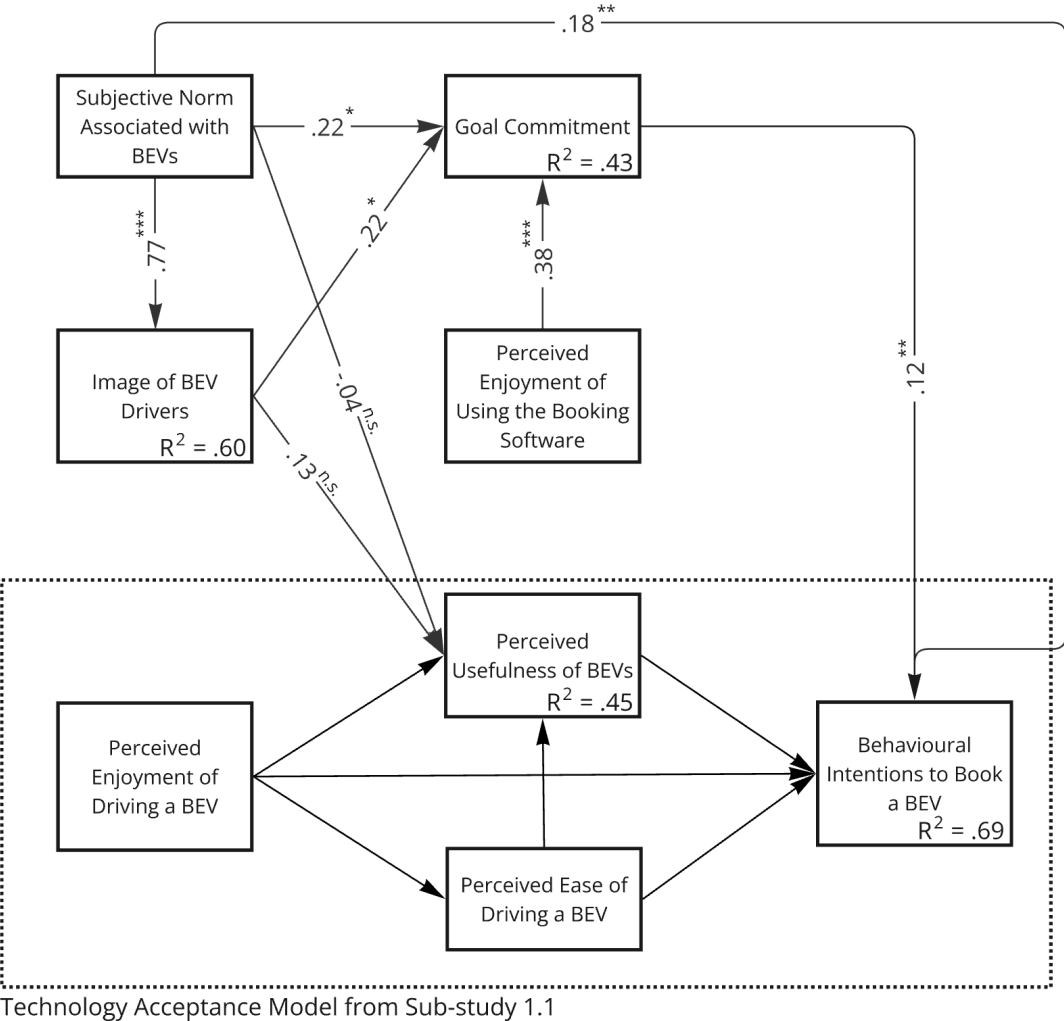 .18**
Subjective Norm
Associated with
BEVs
.22*
Goal Commitment
R² = .43
.77***
.22*
.38***
Image of BEV
Drivers
R² = .60
Perceived
Enjoyment of
Using the Booking
Software
-.04n.s.
.13n.s.
.12**
Perceived
Usefulness of BEVs
R² = .45
Perceived
Enjoyment of
Driving a BEV
Behavioural
Intentions to Book
a BEV
R² = .69
Perceived Ease of
Driving a BEV
Technology Acceptance Model from Sub-study 1.1